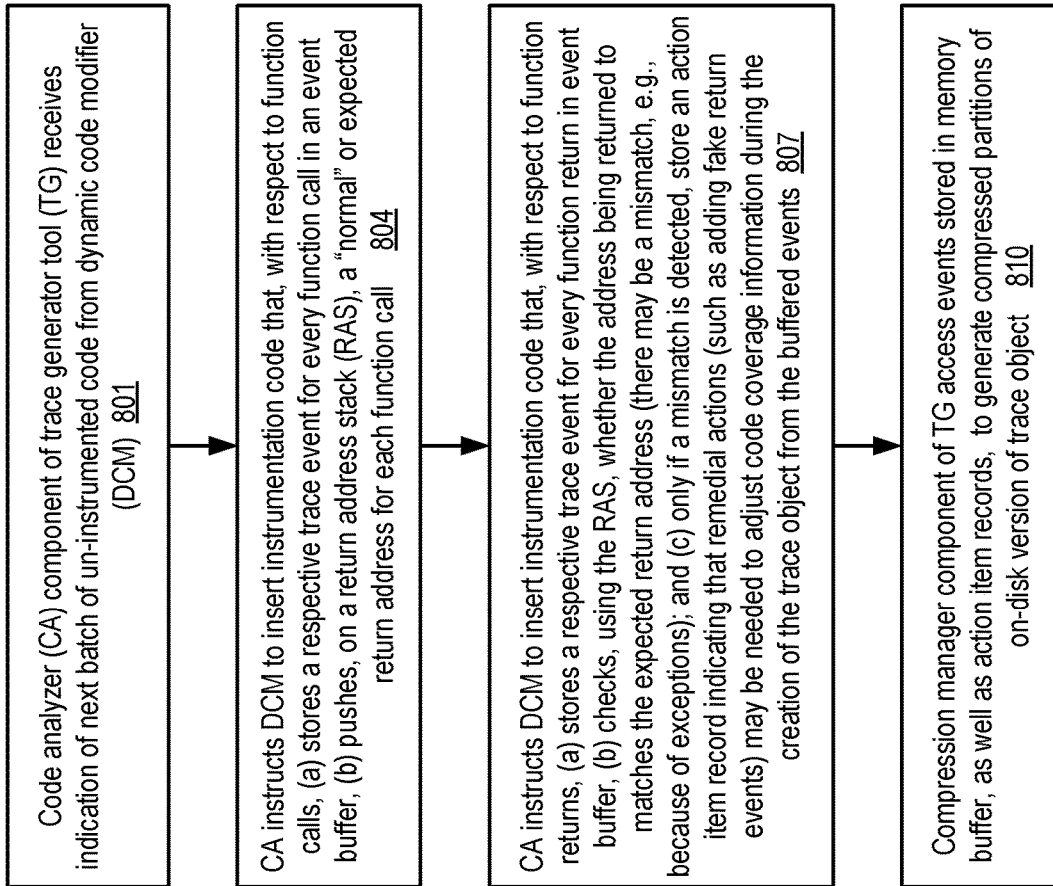 Code analyzer (CA) component of trace generator tool (TG) receives
indication of next batch of un-instrumented code from dynamic code modifier
(DCM) 801
CA instructs DCM to insert instrumentation code that, with respect to function
calls, (a) stores a respective trace event for every function call in an event
buffer, (b) pushes, on a return address stack (RAS), a “normal” or expected
return address for each function call 804
CA instructs DCM to insert instrumentation code that, with respect to function
returns, (a) stores a respective trace event for every function return in event
buffer, (b) checks, using the RAS, whether the address being returned to
matches the expected return address (there may be a mismatch, e.g.,
because of exceptions); and (c) only if a mismatch is detected, store an action
item record indicating that remedial actions (such as adding fake return
events) may be needed to adjust code coverage information during the
creation of the trace object from the buffered events 807
Compression manager component of TG access events stored in memory
buffer, as well as action item records, to generate compressed partitions of
on-disk version of trace object 810